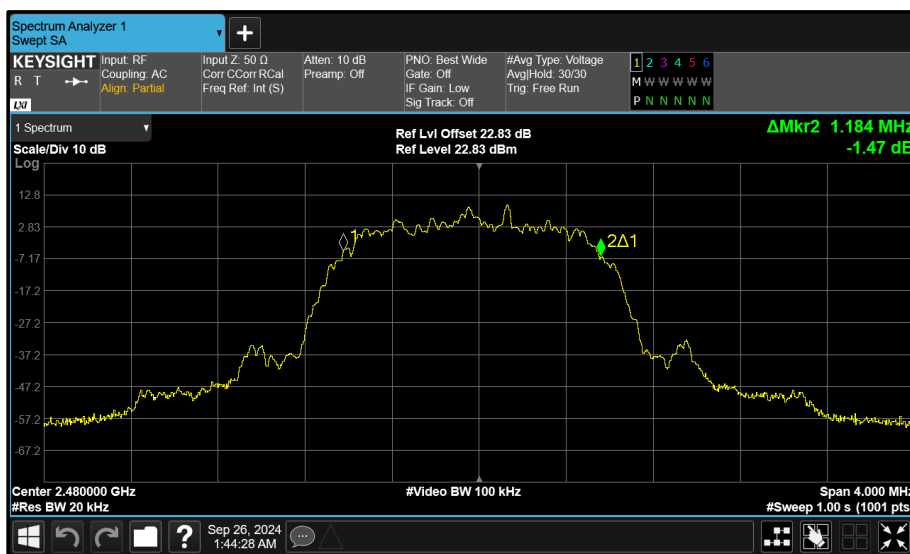 Spectrum Analyzer 1
Swept SA
KEYSIGHT
R T
LXI
Input: RF
Coupling: AC
Align: Partial
Input Z: 50 Ω
Corr CCorr RCal
Freq Ref: Int (S)
Atten: 10 dB
Preamp: Off
PNO: Best Wide
Gate: Off
IF Gain: Low
Sig Track: Off
#Avg Type: Voltage
Avg|Hold: 30/30
Trig: Free Run
1 2 3 4 5 6
M W W W W W
P N N N N N
1 Spectrum
Scale/Div 10 dB
Log
Ref Lvl Offset 22.83 dB
Ref Level 22.83 dBm
ΔMkr2 1.184 MHz
-1.47 dB
12.8
2.83
-7.17
-17.2
-27.2
-37.2
-47.2
-57.2
-67.2
1
2Δ1
Center 2.480000 GHz
#Res BW 20 kHz
#Video BW 100 kHz
Span 4.000 MHz
#Sweep 1.00 s (1001 pts
?
Sep 26, 2024
1:44:28 AM